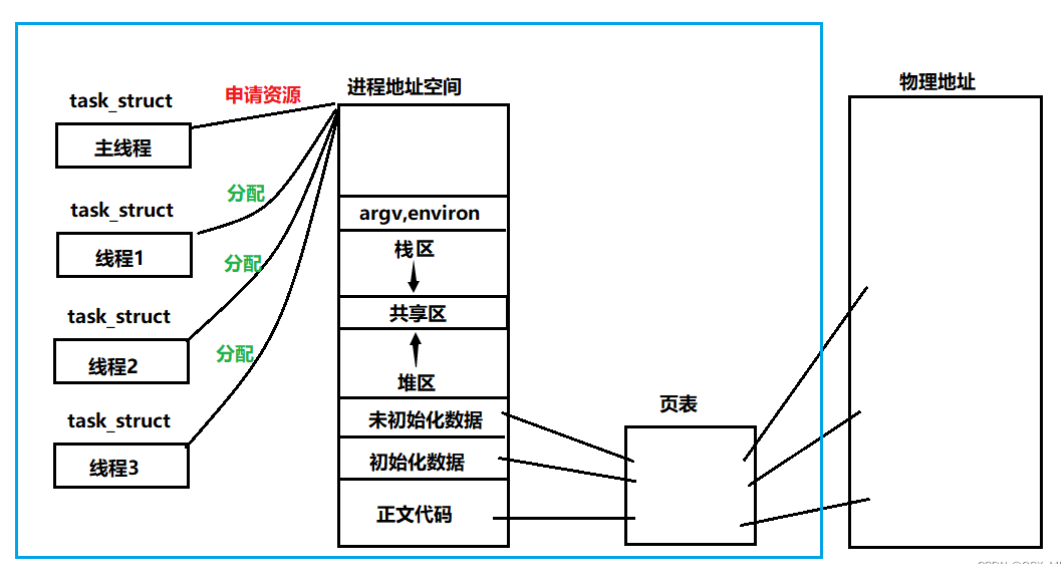 物理地址
进程地址空间
申请资源
task_struct
主线程
分配
task_struct
argv,environ
栈区
线程1
分配
共享区
task_struct
线程2
分配
堆区
页表
未初始化数据
task_struct
初始化数据
线程3
正文代码